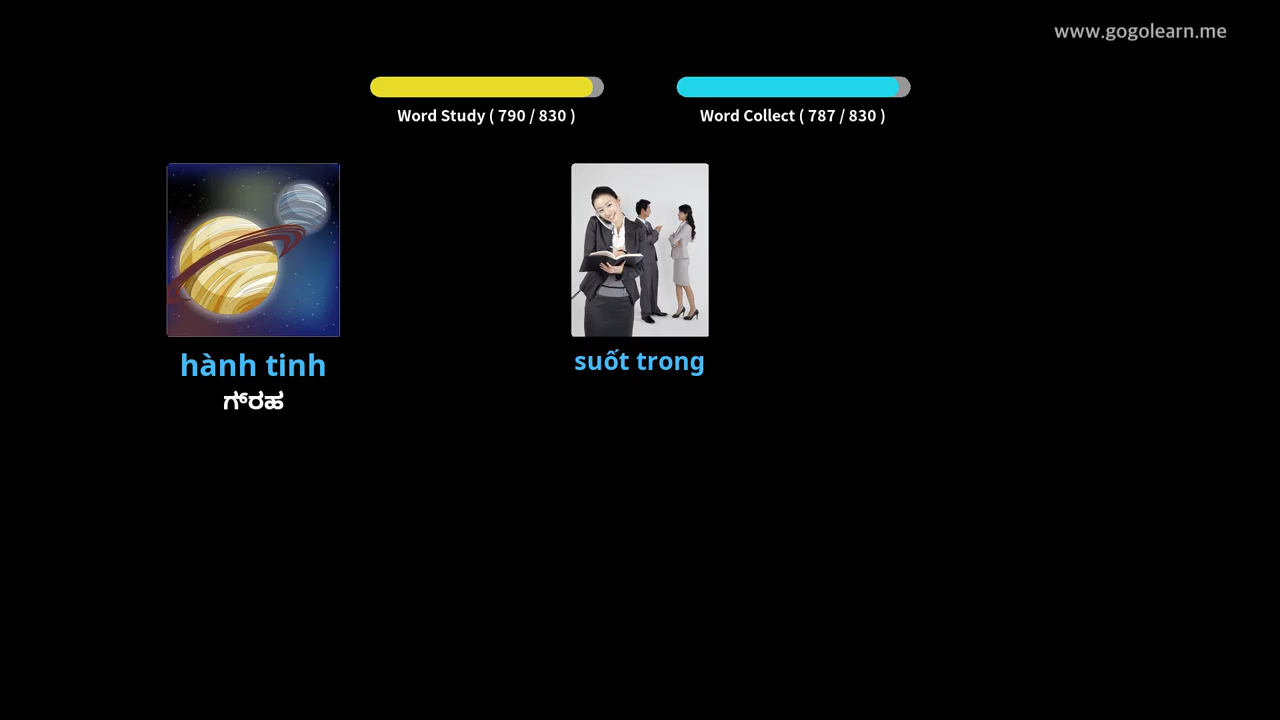 www.gogolearn.me
Word Study ( 790 / 830 )
Word Collect ( 787 / 830 )
hành tinh
ಗ್ರಹ
suốt trong